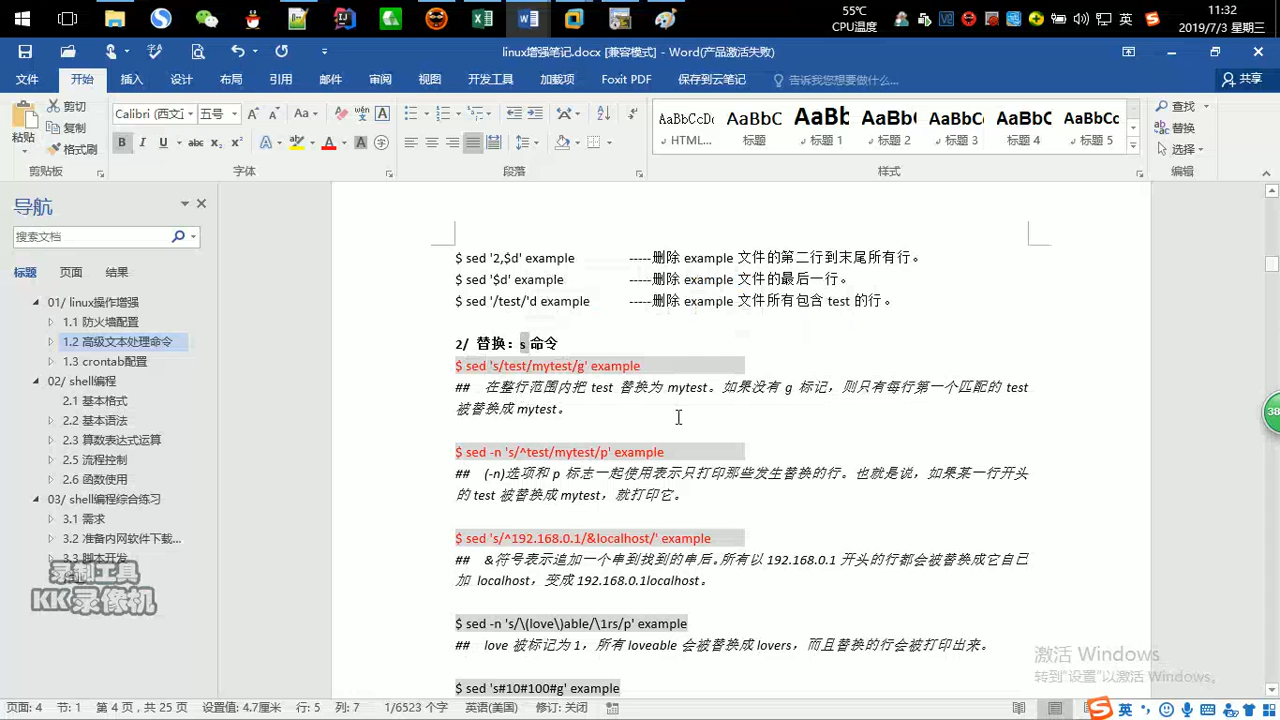 55℃
CPU温度
英
11:32
2019/7/3 星期三
linux增强笔记.docx [兼容模式] - Word(产品激活失败)
文件 开始 插入 设计 布局 引用 邮件 审阅 视图 开发工具 加载项 Foxit PDF 保存到云笔记 告诉我您想要做什么... 共享
粘贴 剪切 复制 格式刷
剪贴板
Calibri (西文 五号
字体
段落
AaBbCcDc AaBbC AaBb AaBb AaBbC AaBbC AaBbCc
HTML... 标题 标题 1 标题 2 标题 3 标题 4 标题 5
样式
查找
替换
选择
编辑
导航
搜索文档
标题 页面 结果
01/ linux操作增强
1.1 防火墙配置
1.2 高级文本处理命令
1.3 crontab配置
02/ shell编程
2.1 基本格式
2.2 基本语法
2.3 算数表达式运算
2.5 流程控制
2.6 函数使用
03/ shell编程综合练习
3.1 需求
3.2 准备内网软件下载...
3.3 脚本开发
录制工具
KK录像机
$ sed '2,$d' example -----删除 example 文件的第二行到末尾所有行。
$ sed '$d' example -----删除 example 文件的最后一行。
$ sed '/test/'d example -----删除 example 文件所有包含 test 的行。
2/ 替换：s 命令
$ sed 's/test/mytest/g' example
## 在整行范围内把 test 替换为 mytest。如果没有 g 标记，则只有每行第一个匹配的 test
被替换成 mytest。
$ sed -n 's/^test/mytest/p' example
## (-n)选项和 p 标志一起使用表示只打印那些发生替换的行。也就是说，如果某一行开头
的 test 被替换成 mytest，就打印它。
$ sed 's/^192.168.0.1/&localhost/' example
## &符号表示追加一个串到找到的串后。所有以 192.168.0.1 开头的行都会被替换成它自已
加 localhost，变成 192.168.0.1localhost。
$ sed -n 's/\(love\)able/\1rs/p' example
## love 被标记为 1，所有 loveable 会被替换成 lovers，而且替换的行会被打印出来。
$ sed 's#10#100#g' example
38
激活 Windows
转到"设置"以激活 Windows。
页面: 4 节: 1 第 4 页，共 25 页 设置值: 4.7厘米 行: 5 列: 7 1/6523 个字 英语(美国) 修订: 关闭
英